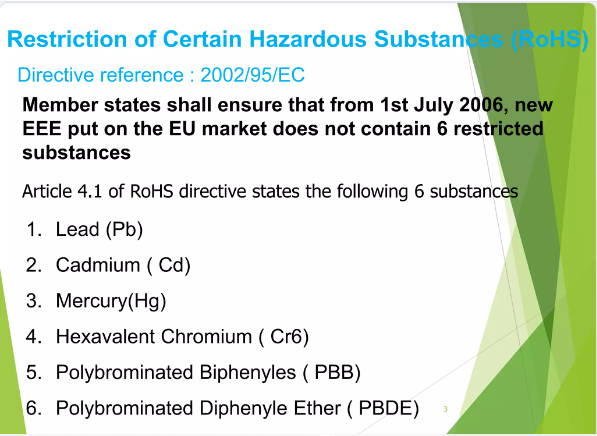 Restriction of Certain Hazardous Substances (RoHS)
Directive reference : 2002/95/EC
Member states shall ensure that from 1st July 2006, new
EEE put on the EU market does not contain 6 restricted
substances
Article 4.1 of RoHS directive states the following 6 substances
1. Lead (Pb)
2. Cadmium ( Cd)
3. Mercury(Hg)
4. Hexavalent Chromium ( Cr6)
5. Polybrominated Biphenyles ( PBB)
6. Polybrominated Diphenyle Ether ( PBDE)
3